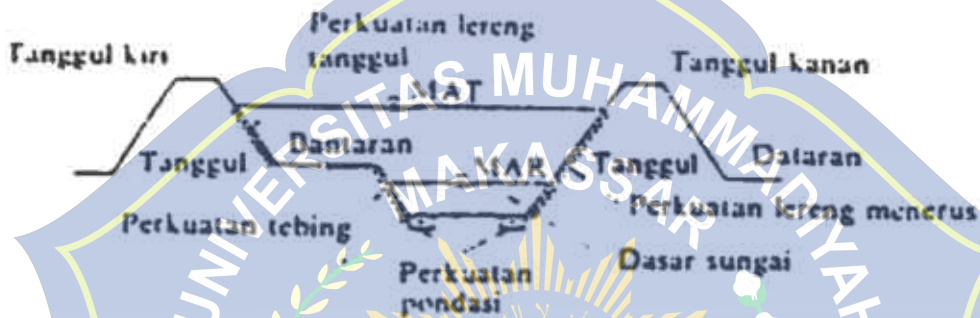 Perkuatan lereng
tanggul
Tanggul kiri
Tanggul kanan
MAT
Tanggul
Bantaran
MAR
Tanggul
Dataran
Perkuatan tebing
Perkuatan lereng menerus
Perkuatan
pondasi
Dasar sungai
UNIVERSITAS MUHAMMADIYAH
MAKASSAR